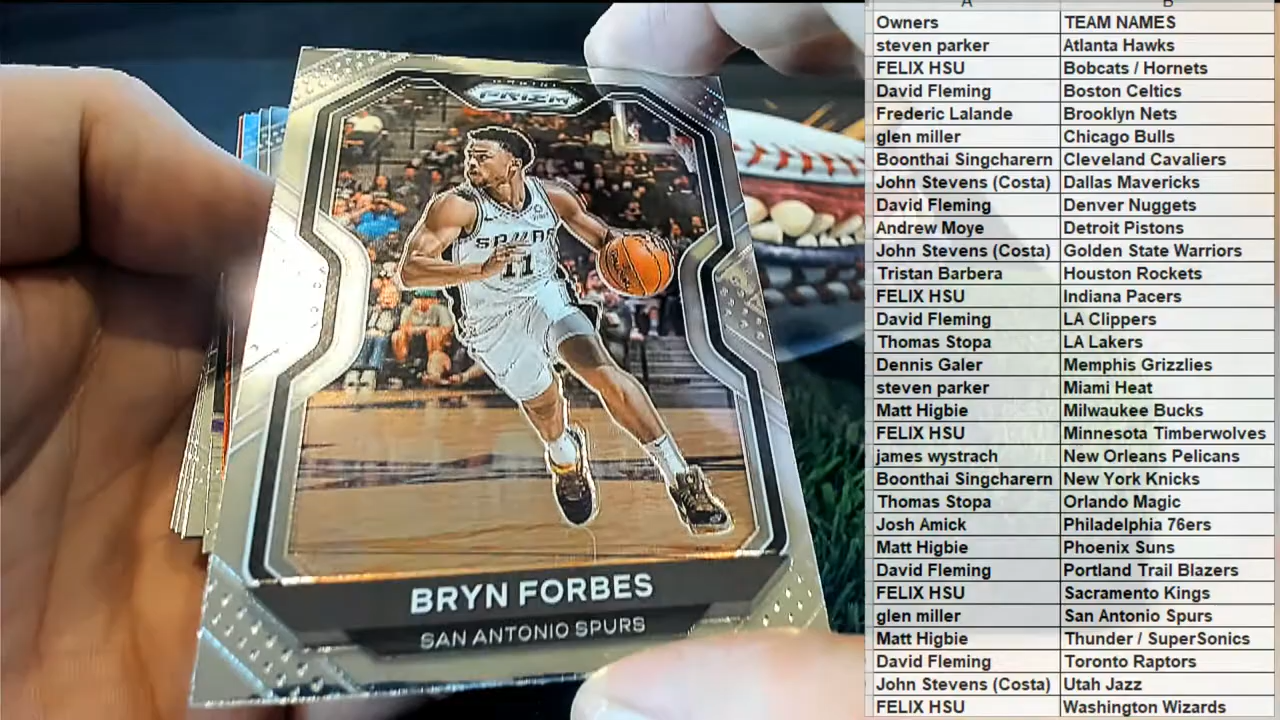 PANINI
PRIZM
SPURS
11
BRYN FORBES
SAN ANTONIO SPURS
A B
Owners TEAM NAMES
steven parker Atlanta Hawks
FELIX HSU Bobcats / Hornets
David Fleming Boston Celtics
Frederic Lalande Brooklyn Nets
glen miller Chicago Bulls
Boonthai Singcharern Cleveland Cavaliers
John Stevens (Costa) Dallas Mavericks
David Fleming Denver Nuggets
Andrew Moye Detroit Pistons
John Stevens (Costa) Golden State Warriors
Tristan Barbera Houston Rockets
FELIX HSU Indiana Pacers
David Fleming LA Clippers
Thomas Stopa LA Lakers
Dennis Galer Memphis Grizzlies
steven parker Miami Heat
Matt Higbie Milwaukee Bucks
FELIX HSU Minnesota Timberwolves
james wystrach New Orleans Pelicans
Boonthai Singcharern New York Knicks
Thomas Stopa Orlando Magic
Josh Amick Philadelphia 76ers
Matt Higbie Phoenix Suns
David Fleming Portland Trail Blazers
FELIX HSU Sacramento Kings
glen miller San Antonio Spurs
Matt Higbie Thunder / SuperSonics
David Fleming Toronto Raptors
John Stevens (Costa) Utah Jazz
FELIX HSU Washington Wizards